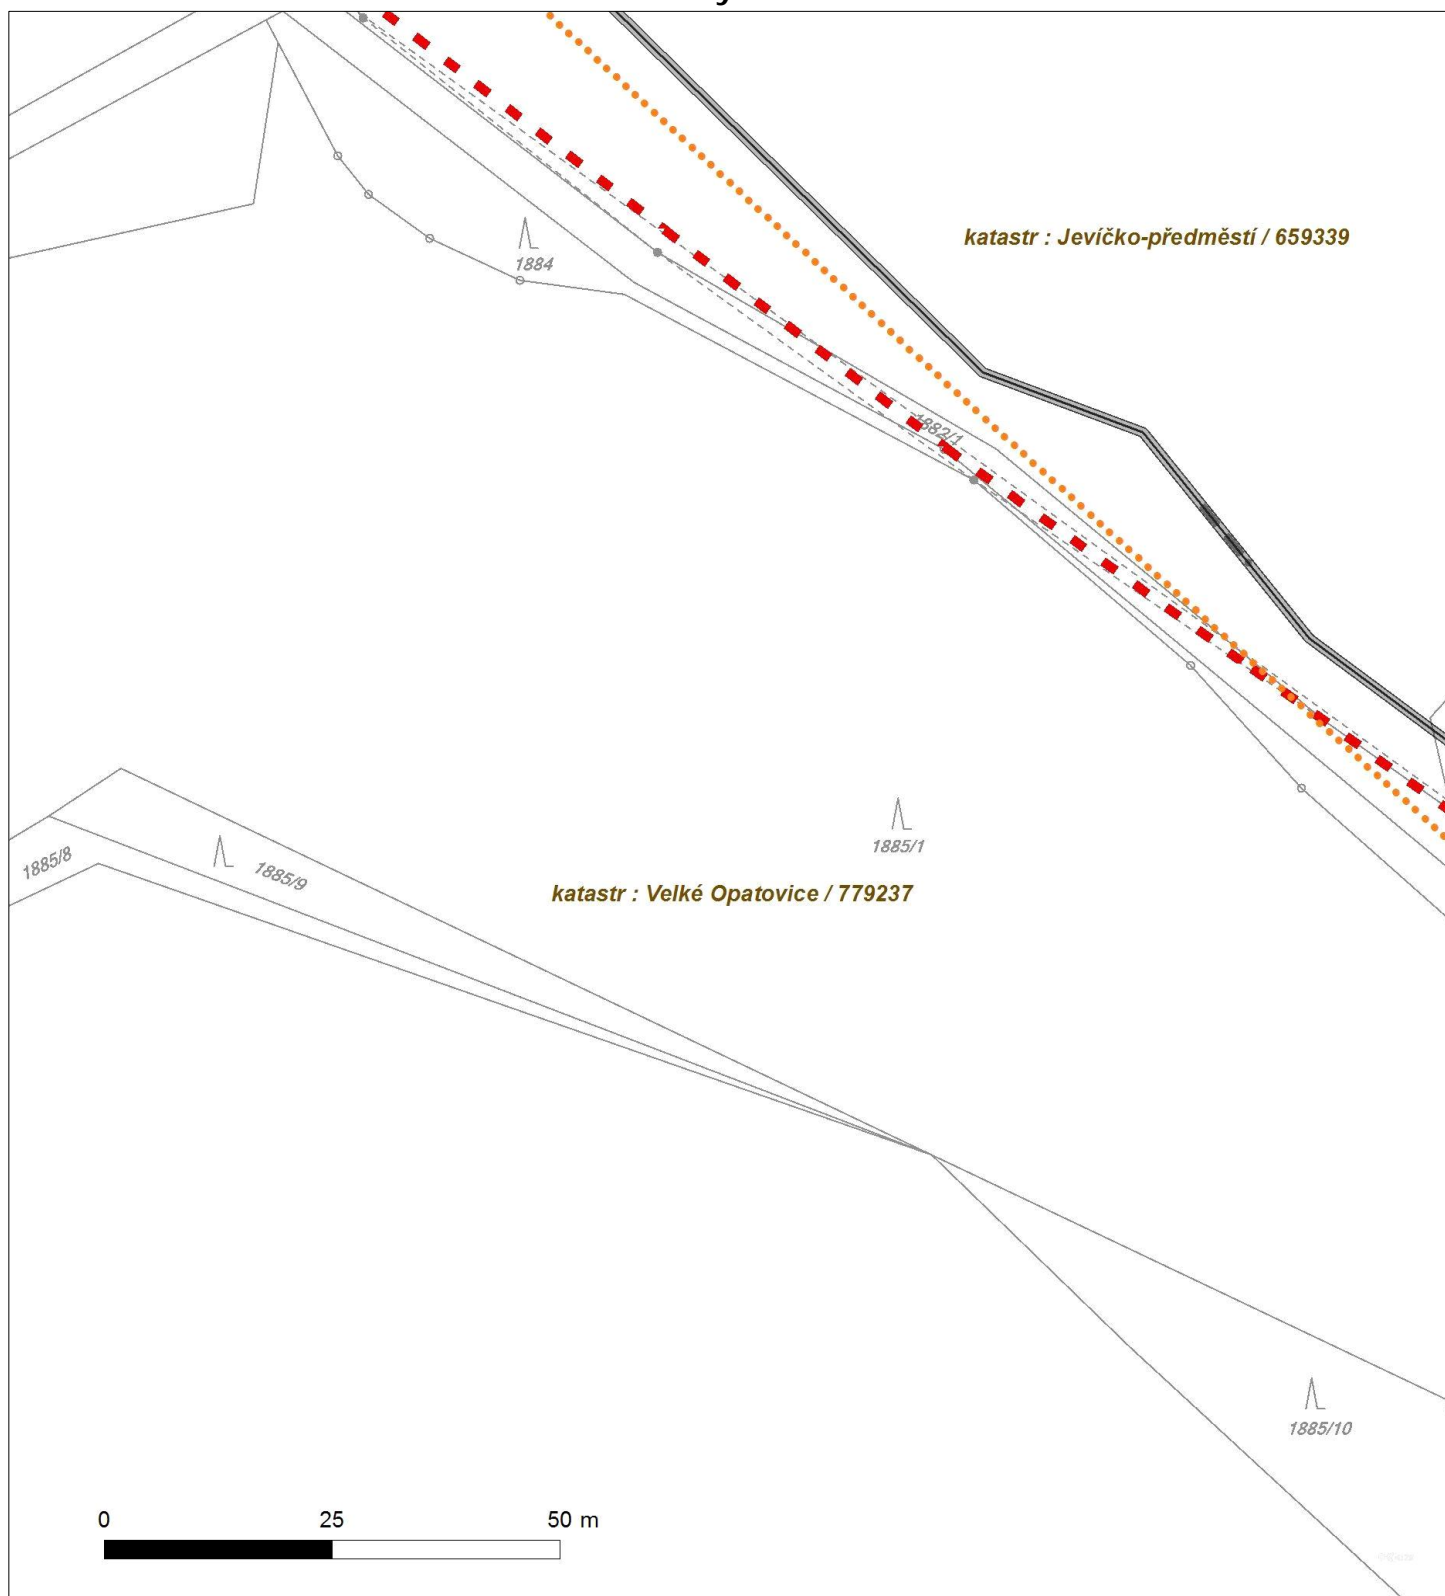 katastr : Jevíčko-předměstí / 659339
1884
1882/1
1885/1
1885/8
1885/9
katastr : Velké Opatovice / 779237
1885/10
0 25 50 m